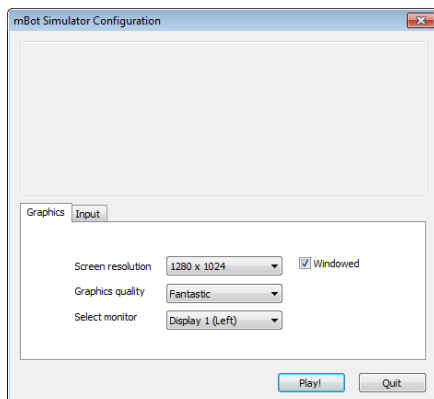 mBot Simulator Configuration
Graphics Input
Screen resolution 1280 x 1024 Windowed
Graphics quality Fantastic
Select monitor Display 1 (Left)
Play! Quit